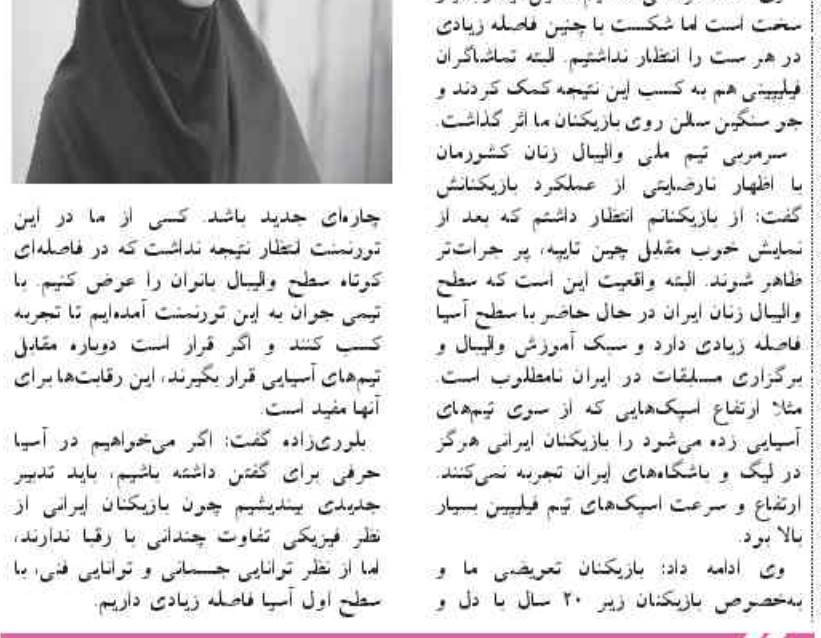 سخت است اما شکست با چنین فاصله زیادی
در هر ست را انتظار نداشتیم. البته تماشاگران
فیلیپینی هم به کسب این نتیجه کمک کردند و
جو سنگین سالن روی بازیکنان ما اثر گذاشت.
سرمربی تیم ملی والیبال زنان کشورمان
با اظهار نارضایتی از عملکرد بازیکنانش
گفت: از بازیکنانم انتظار داشتم که بعد از
نمایش خوب مقابل چین تایپه، پر جرات‌تر
ظاهر شوند. البته واقعیت این است که سطح
والیبال زنان ایران در حال حاضر با سطح آسیا
فاصله زیادی دارد و سبک آموزش والیبال و
برگزاری مسابقات در ایران نامطلوب است.
مثلا ارتفاع اسپک‌هایی که از سوی تیم‌های
آسیایی زده می‌شود را بازیکنان ایرانی هرگز
در لیگ و باشگاه‌های ایران تجربه نمی‌کنند.
ارتفاع و سرعت اسپک‌های تیم فیلیپین بسیار
بالا بود.
وی ادامه داد: بازیکنان تعویضی ما و
به‌خصوص بازیکنان زیر ۲۰ سال با دل و
چاره‌ای جدید باشد. کسی از ما در این
تورنمنت انتظار نتیجه نداشت که در فاصله‌ای
کوتاه سطح والیبال بانوان را عوض کنیم. با
تیمی جوان به این تورنمنت آمده‌ایم تا تجربه
کسب کنند و اگر قرار است دوباره مقابل
تیم‌های آسیایی قرار بگیرند، این رقابت‌ها برای
آنها مفید است.
بلوری‌زاده گفت: اگر می‌خواهیم در آسیا
حرفی برای گفتن داشته باشیم، باید تدبیر
جدیدی بیندیشیم چون بازیکنان ایرانی از
نظر فیزیکی تفاوت چندانی با رقبا ندارند،
اما از نظر توانایی جسمانی و توانایی فنی، با
سطح اول آسیا فاصله زیادی داریم.